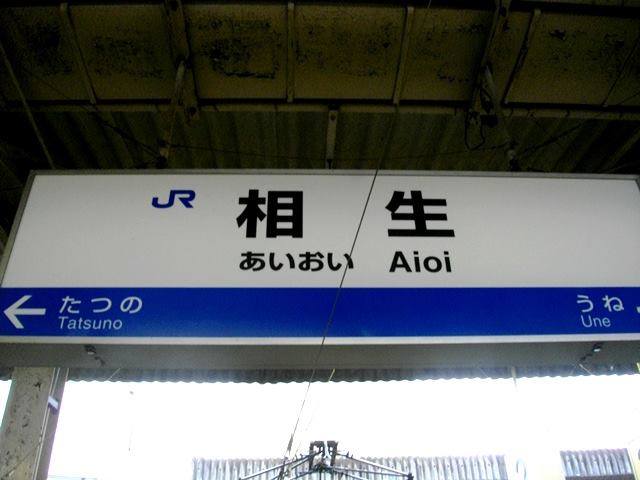 JR 相生
あいおい Aioi
← たつの うね
Tatsuno Une